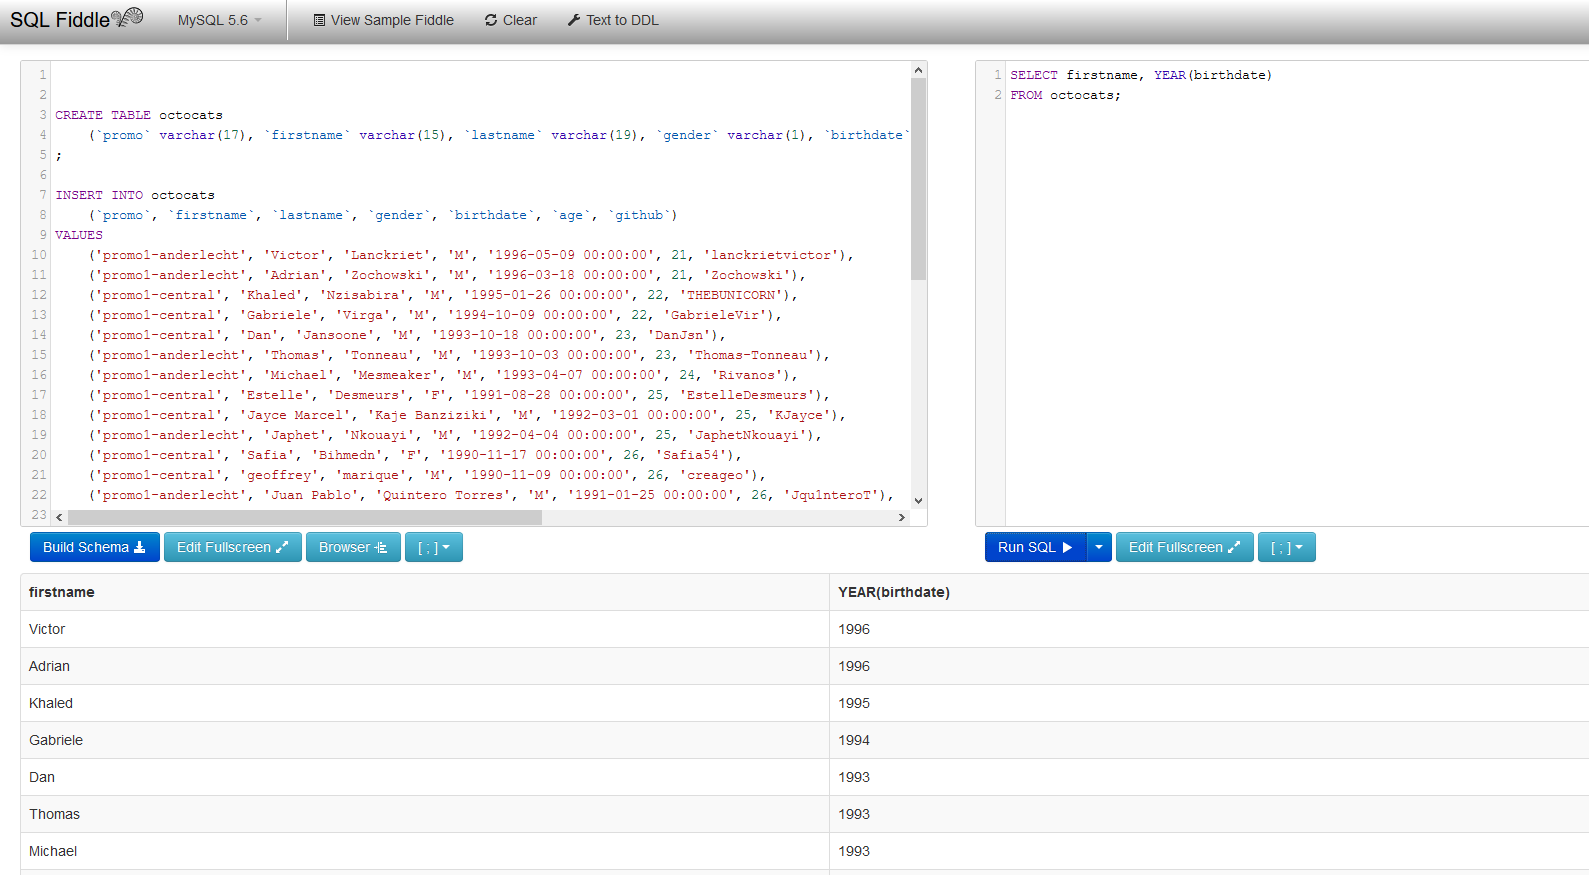 SQL Fiddle MySQL 5.6 View Sample Fiddle Clear Text to DDL
1
2
3 CREATE TABLE octocats
4 (`promo` varchar(17), `firstname` varchar(15), `lastname` varchar(19), `gender` varchar(1), `birthdate`
5 ;
6
7 INSERT INTO octocats
8 (`promo`, `firstname`, `lastname`, `gender`, `birthdate`, `age`, `github`)
9 VALUES
10 ('promo1-anderlecht', 'Victor', 'Lanckriet', 'M', '1996-05-09 00:00:00', 21, 'lanckrietvictor'),
11 ('promo1-anderlecht', 'Adrian', 'Zochowski', 'M', '1996-03-18 00:00:00', 21, 'Zochowski'),
12 ('promo1-central', 'Khaled', 'Nzisabira', 'M', '1995-01-26 00:00:00', 22, 'THEBUNICORN'),
13 ('promo1-central', 'Gabriele', 'Virga', 'M', '1994-10-09 00:00:00', 22, 'GabrieleVir'),
14 ('promo1-central', 'Dan', 'Jansoone', 'M', '1993-10-18 00:00:00', 23, 'DanJsn'),
15 ('promo1-anderlecht', 'Thomas', 'Tonneau', 'M', '1993-10-03 00:00:00', 23, 'Thomas-Tonneau'),
16 ('promo1-anderlecht', 'Michael', 'Mesmeaker', 'M', '1993-04-07 00:00:00', 24, 'Rivanos'),
17 ('promo1-central', 'Estelle', 'Desmeurs', 'F', '1991-08-28 00:00:00', 25, 'EstelleDesmeurs'),
18 ('promo1-central', 'Jayce Marcel', 'Kaje Banziziki', 'M', '1992-03-01 00:00:00', 25, 'KJayce'),
19 ('promo1-anderlecht', 'Japhet', 'Nkouayi', 'M', '1992-04-04 00:00:00', 25, 'JaphetNkouayi'),
20 ('promo1-central', 'Safia', 'Bihmedn', 'F', '1990-11-17 00:00:00', 26, 'Safia54'),
21 ('promo1-central', 'geoffrey', 'marique', 'M', '1990-11-09 00:00:00', 26, 'creageo'),
22 ('promo1-anderlecht', 'Juan Pablo', 'Quintero Torres', 'M', '1991-01-25 00:00:00', 26, 'Jqu1nteroT'),
23
1 SELECT firstname, YEAR(birthdate)
2 FROM octocats;
Build Schema Edit Fullscreen Browser [ ; ]
Run SQL Edit Fullscreen [ ; ]
firstname YEAR(birthdate)
Victor 1996
Adrian 1996
Khaled 1995
Gabriele 1994
Dan 1993
Thomas 1993
Michael 1993